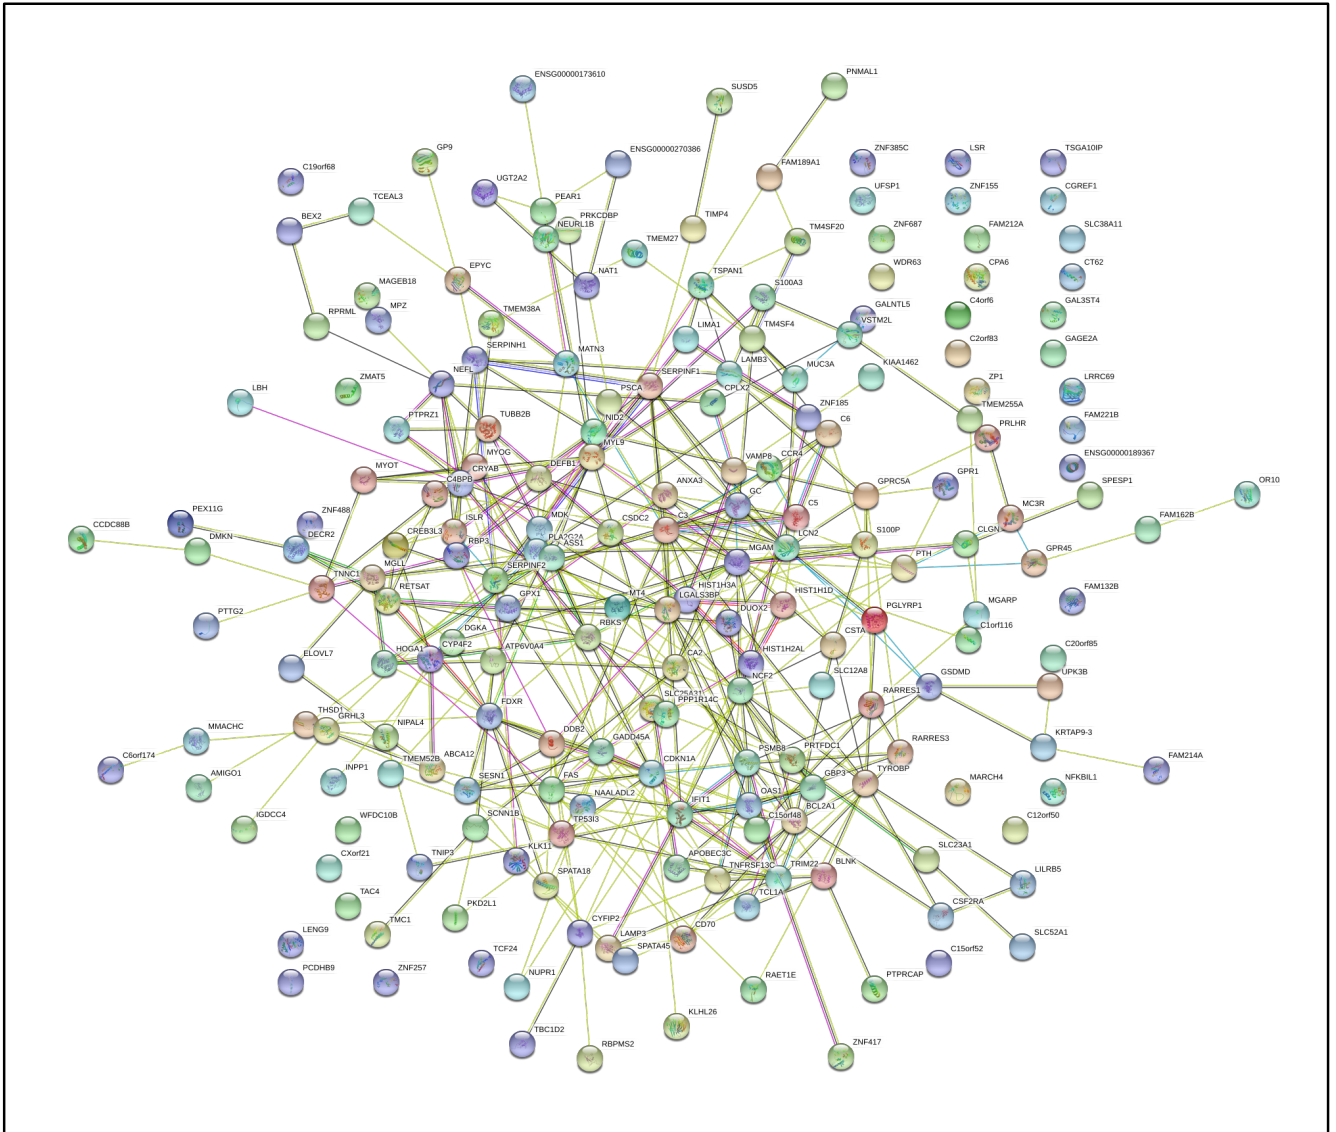 ENSG00000173610
PNMAL1
SUSD5
GP9
ENSG00000270386
ZNF385C
LSR
TSGA10IP
C19orf68
UGT2A2
FAM189A1
TCEAL3
PEAR1
UFSP1
ZNF155
CGREF1
BEX2
PRKCDBP
NEURL1B
TIMP4
TM4SF20
ZNF687
FAM212A
SLC38A11
TMEM27
EPYC
NAT1
TSPAN1
S100A3
WDR63
CPA6
CT62
MAGEB18
MPZ
RPRML
TMEM38A
GALNTL5
VSTM2L
C4orf6
GAL3ST4
LIMA1
TM4SF4
SERPINH1
MATN3
C2orf83
GAGE2A
NEFL
SERPINF1
LAMB3
MUC3A
KIAA1462
ZMAT5
LBH
PSCA
CPLX2
ZP1
LRRC69
TMEM255A
PTPRZ1
TUBB2B
NID2
ZNF185
C6
FAM221B
PRLHR
MYL9
MYOG
MYOT
CRYAB
DEFB1
VAMP8
CCR4
ENSG00000189367
C4BPB
ANXA3
GC
GPRC5A
GPR1
SPESP1
OR10
MC3R
C5
PEX11G
ZNF488
ISLR
MDK
CSDC2
C3
LCN2
S100P
CLGN
FAM162B
CCDC88B
DMKN
DECR2
CREB3L3
RBP3
PLA2G2A
ASS1
MGAM
PTH
GPR45
TNNC1
MGLL
SERPINF2
RETSAT
GPX1
MT4
HIST1H3A
LGALS3BP
HIST1H1D
FAM132B
PTTG2
DUOX2
PGLYRP1
MGARP
C1orf116
DGKA
RBKS
CSTA
HOGA1
CYP4F2
ATP6V0A4
CA2
HIST1H2AL
C20orf85
ELOVL7
SLC12A8
GSDMD
UPK3B
NCF2
SLC25A31
PPP1R14C
RARRES1
THSD1
GRHL3
FDXR
MMACHC
NIPAL4
DDB2
GADD45A
KRTAP9-3
C6orf174
TMEM52B
ABCA12
CDKN1A
PSMB8
PRTFDC1
RARRES3
FAM214A
AMIGO1
INPP1
SESN1
FAS
TYROBP
MARCH4
NFKBIL1
NAALADL2
IFIT1
OAS1
GBP3
BCL2A1
IGDCC4
WFDC10B
SCNN1B
TP53I3
C15orf48
C12orf50
CXorf21
TNIP3
KLK11
APOBEC3C
SLC23A1
SPATA18
TNFRSF13C
TRIM22
BLNK
LILRB5
TAC4
TCL1A
PKD2L1
CSF2RA
TMC1
CYFIP2
LENG9
LAMP3
CD70
SLC52A1
SPATA45
C15orf52
TCF24
PCDHB9
ZNF257
NUPR1
RAET1E
PTPRCAP
KLHL26
TBC1D2
RBPMS2
ZNF417